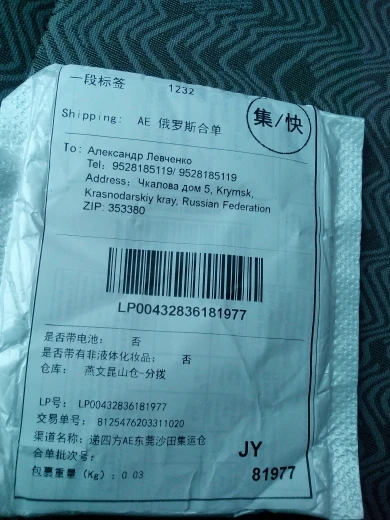 一段标签
1232
Shipping: AE 俄罗斯合单
集/快
To: Александр Левченко
Tel: 9528185119/ 9528185119
Address: Чкалова дом 5, Krymsk,
Krasnodarskiy kray, Russian Federation
ZIP: 353380
LP00432836181977
是否带电池: 否
是否带有非液体化妆品: 否
仓库: 燕文昆山仓-分拨
LP号: LP00432836181977
交易单号: 8125476203311020
渠道名称: 递四方AE东莞沙田集运仓
合单批次号:
JY
包裹重量 (Kg): 0.03
81977